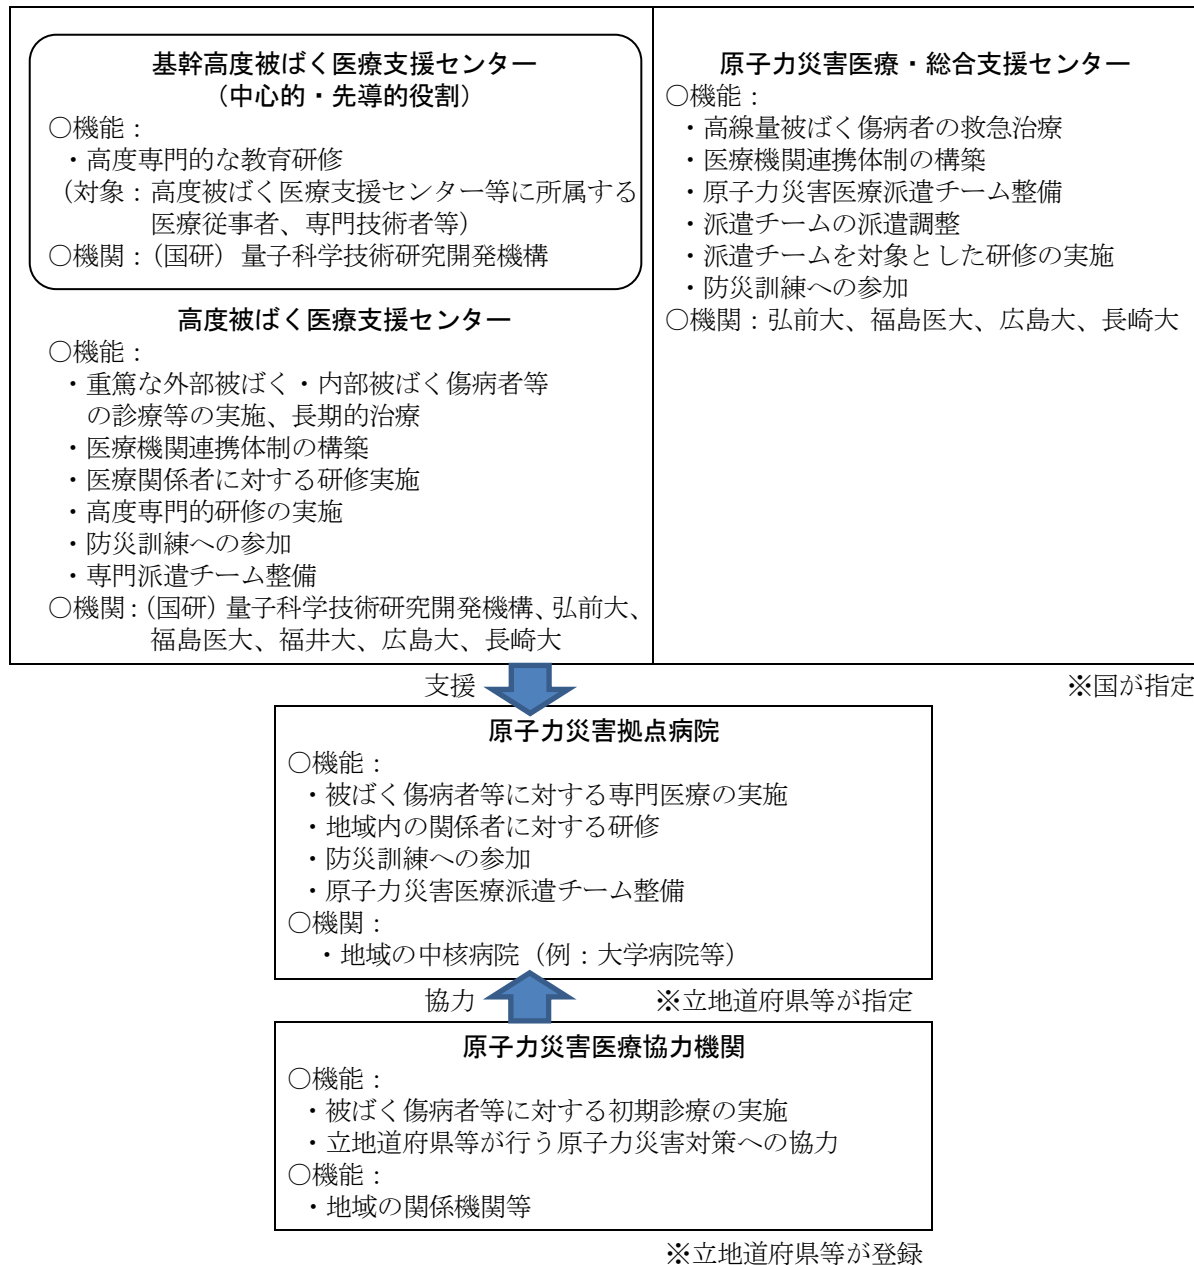 基幹高度被ばく医療支援センター
（中心的・先導的役割）
○機能：
・高度専門的な教育研修
（対象：高度被ばく医療支援センター等に所属する
医療従事者、専門技術者等）
○機関：（国研）量子科学技術研究開発機構
高度被ばく医療支援センター
○機能：
・重篤な外部被ばく・内部被ばく傷病者等
の診療等の実施、長期的治療
・医療機関連携体制の構築
・医療関係者に対する研修実施
・高度専門的研修の実施
・防災訓練への参加
・専門派遣チーム整備
○機関：（国研）量子科学技術研究開発機構、弘前大、
福島医大、福井大、広島大、長崎大
原子力災害医療・総合支援センター
○機能：
・高線量被ばく傷病者の救急治療
・医療機関連携体制の構築
・原子力災害医療派遣チーム整備
・派遣チームの派遣調整
・派遣チームを対象とした研修の実施
・防災訓練への参加
○機関：弘前大、福島医大、広島大、長崎大
支援
※国が指定
原子力災害拠点病院
○機能：
・被ばく傷病者等に対する専門医療の実施
・地域内の関係者に対する研修
・防災訓練への参加
・原子力災害医療派遣チーム整備
○機関：
・地域の中核病院（例：大学病院等）
協力
※立地道府県等が指定
原子力災害医療協力機関
○機能：
・被ばく傷病者等に対する初期診療の実施
・立地道府県等が行う原子力災害対策への協力
○機能：
・地域の関係機関等
※立地道府県等が登録